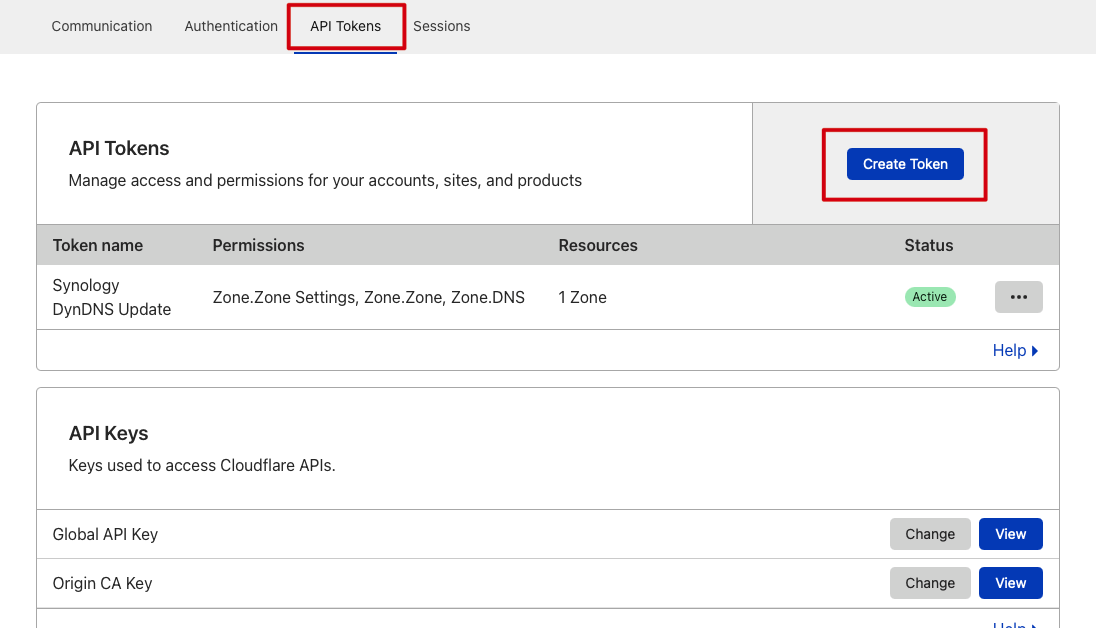 Communication Authentication API Tokens Sessions
API Tokens
Manage access and permissions for your accounts, sites, and products
Create Token
Token name Permissions Resources Status
Synology
DynDNS Update
Zone.Zone Settings, Zone.Zone, Zone.DNS 1 Zone Active
Help
API Keys
Keys used to access Cloudflare APIs.
Global API Key Change View
Origin CA Key Change View
Help